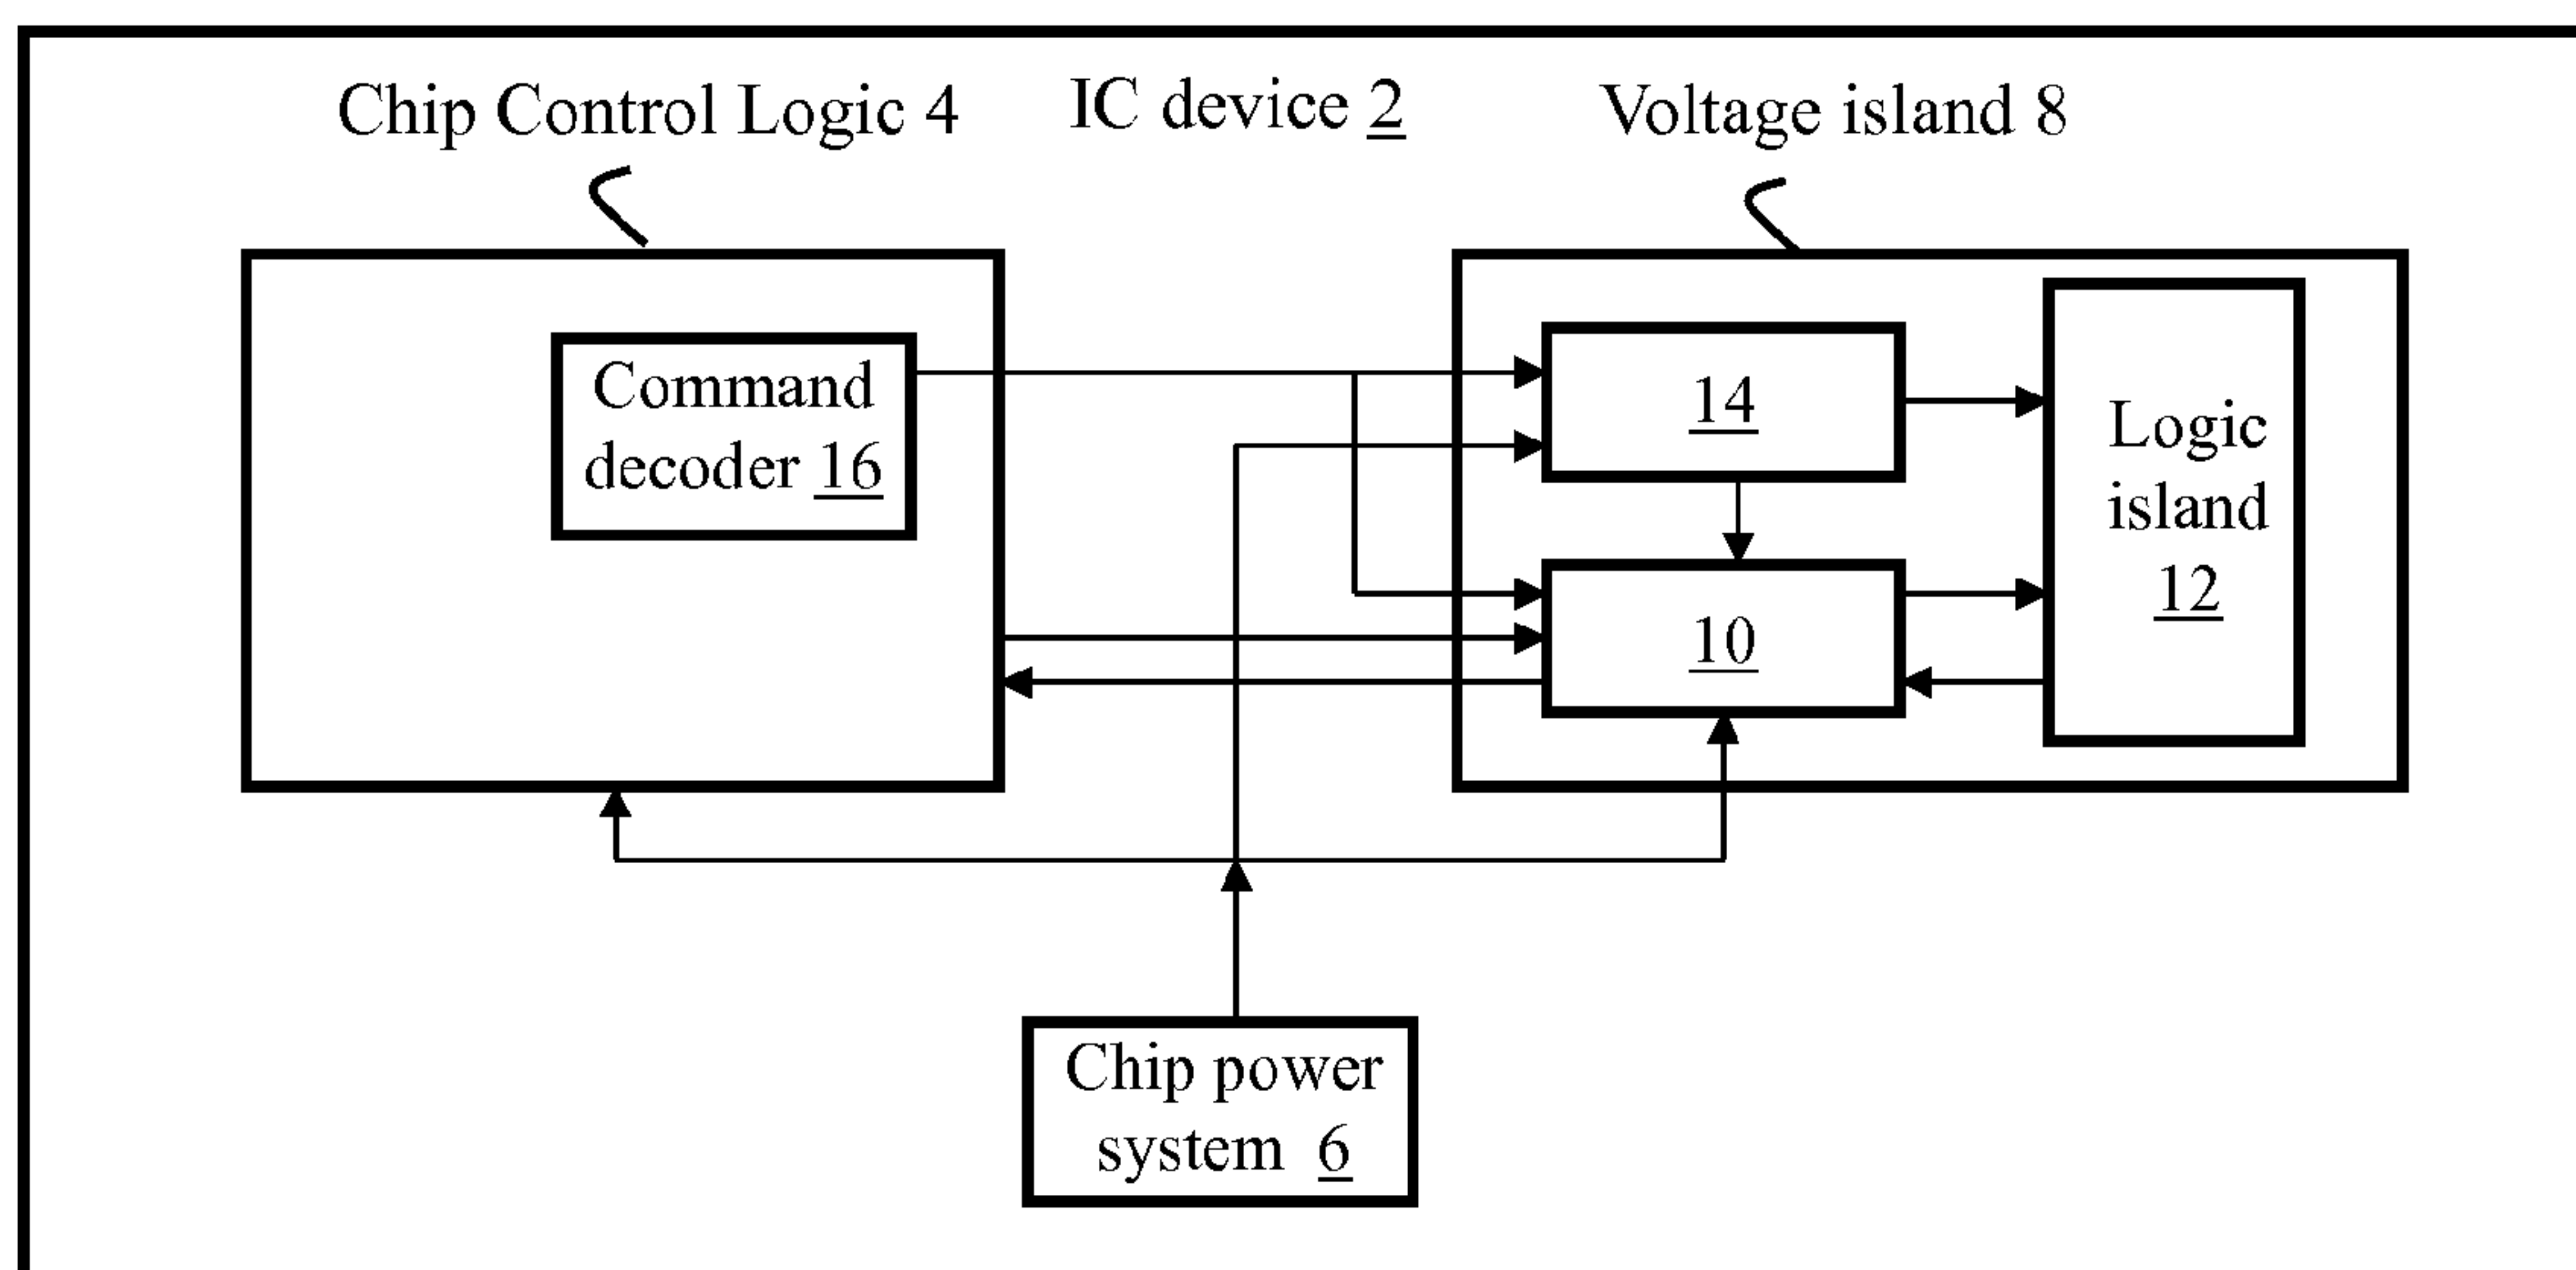 Chip Control Logic 4
IC device 2
Voltage island 8
Command
decoder 16
14
Logic
island
12
10
Chip power
system 6